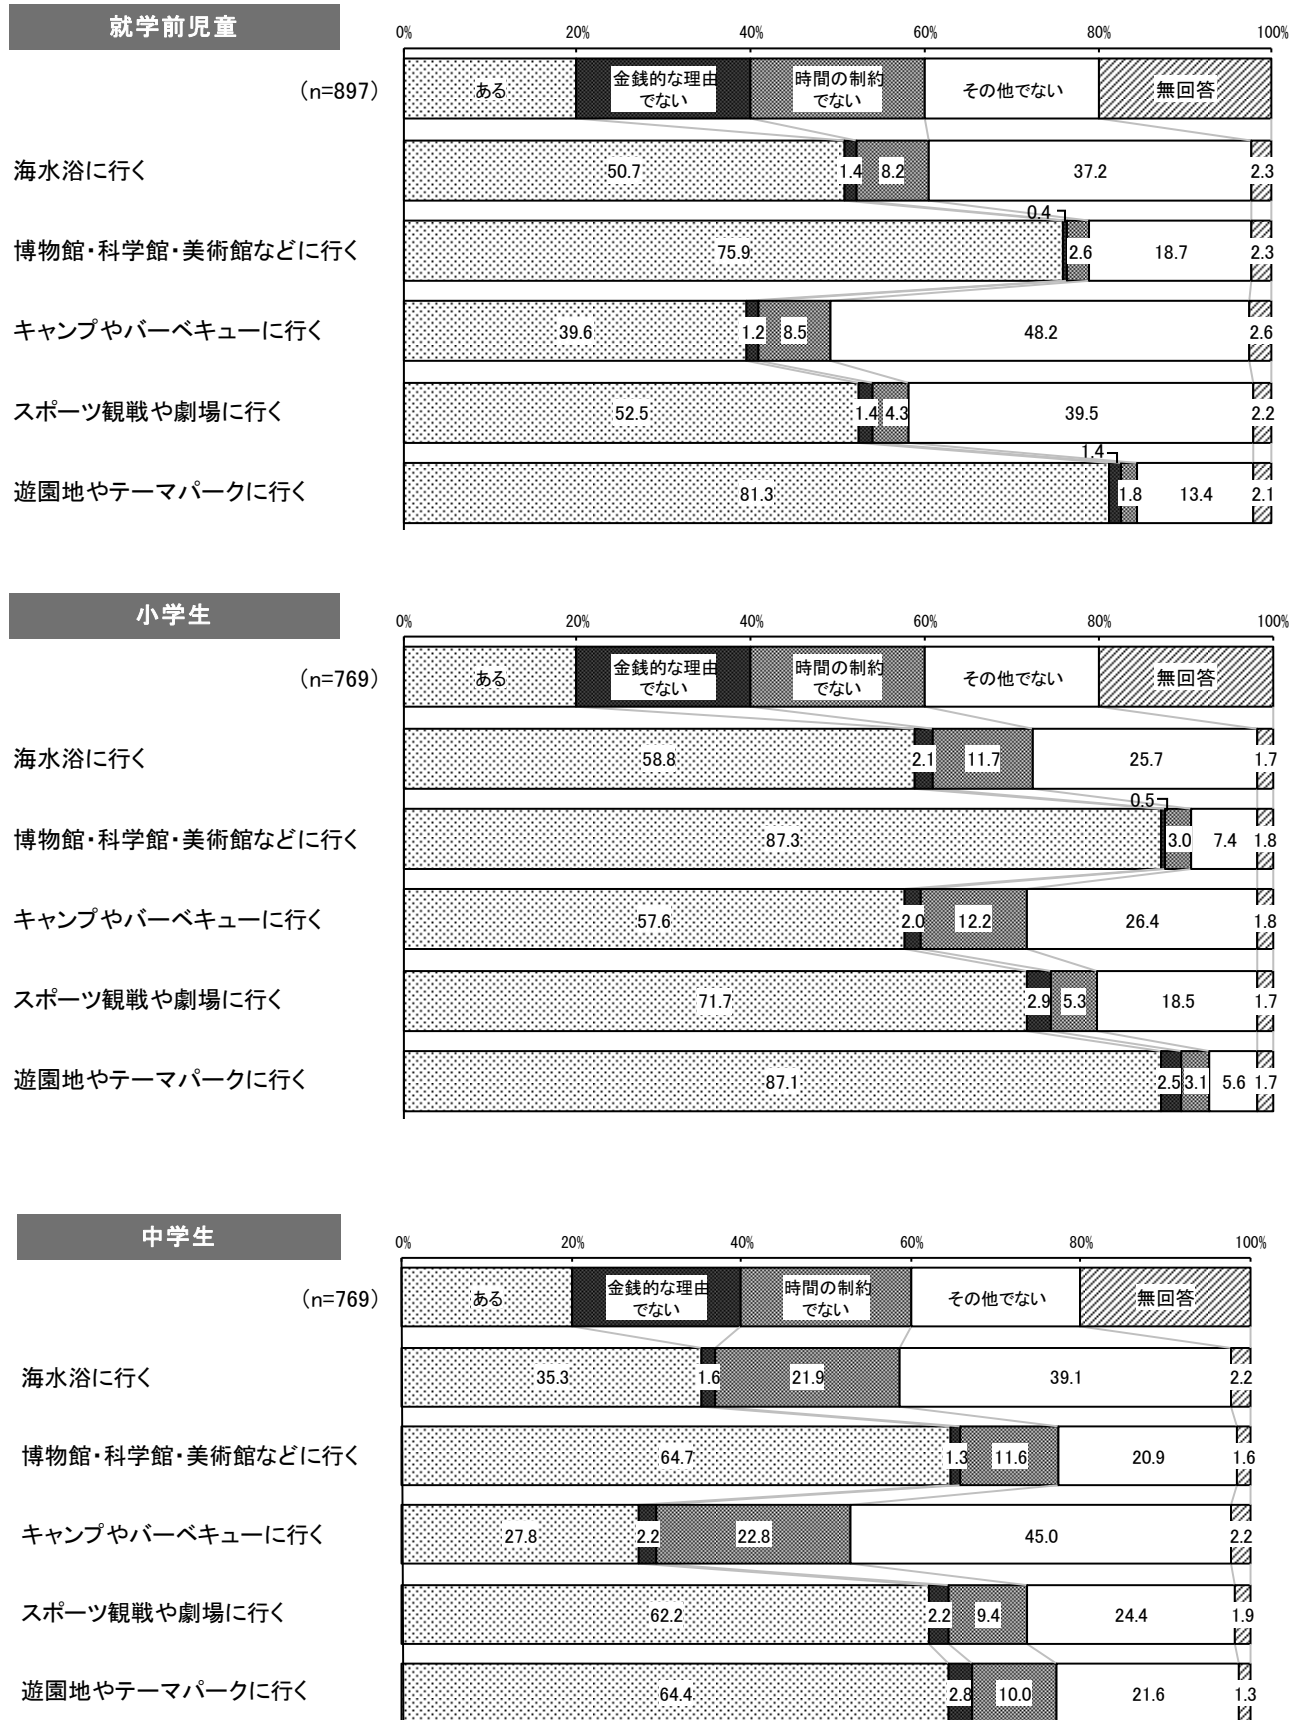 就学前児童
0% 20% 40% 60% 80% 100%
(n=897) ある 金銭的な理由でない 時間の制約でない その他でない 無回答
海水浴に行く 50.7 1.4 8.2 37.2 2.3
博物館・科学館・美術館などに行く 75.9 0.4 2.6 18.7 2.3
キャンプやバーベキューに行く 39.6 1.2 8.5 48.2 2.6
スポーツ観戦や劇場に行く 52.5 1.4 4.3 39.5 2.2
遊園地やテーマパークに行く 81.3 1.4 1.8 13.4 2.1
小学生
0% 20% 40% 60% 80% 100%
(n=769) ある 金銭的な理由でない 時間の制約でない その他でない 無回答
海水浴に行く 58.8 2.1 11.7 25.7 1.7
博物館・科学館・美術館などに行く 87.3 0.5 3.0 7.4 1.8
キャンプやバーベキューに行く 57.6 2.0 12.2 26.4 1.8
スポーツ観戦や劇場に行く 71.7 2.9 5.3 18.5 1.7
遊園地やテーマパークに行く 87.1 2.5 3.1 5.6 1.7
中学生
0% 20% 40% 60% 80% 100%
(n=769) ある 金銭的な理由でない 時間の制約でない その他でない 無回答
海水浴に行く 35.3 1.6 21.9 39.1 2.2
博物館・科学館・美術館などに行く 64.7 1.3 11.6 20.9 1.6
キャンプやバーベキューに行く 27.8 2.2 22.8 45.0 2.2
スポーツ観戦や劇場に行く 62.2 2.2 9.4 24.4 1.9
遊園地やテーマパークに行く 64.4 2.8 10.0 21.6 1.3